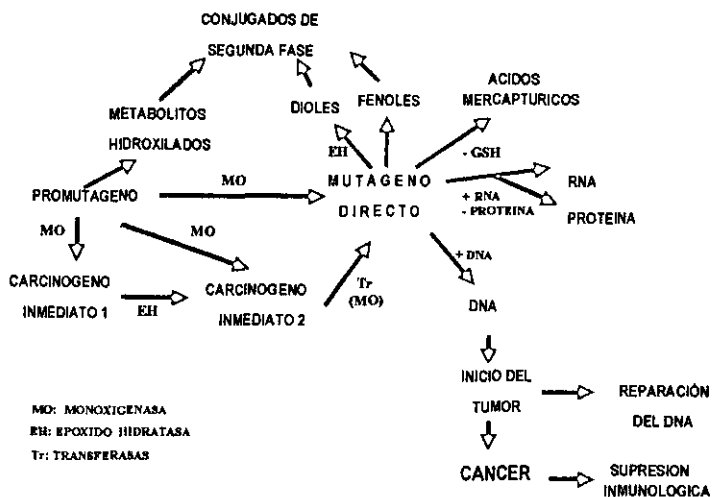 CONJUGADOS DE
SEGUNDA FASE
ACIDOS
MERCAPTURICOS
DIOLES
FENOLES
METABOLITOS
HIDROXILADOS
EH
- GSH
PROMUTAGENO
MO
MUTAGENO
DIRECTO
+ RNA
- PROTEINA
RNA
PROTEINA
MO
MO
+ DNA
CARCINOGENO
INMEDIATO 1
EH
CARCINOGENO
INMEDIATO 2
Tr
(MO)
DNA
INICIO DEL
TUMOR
REPARACIÓN
DEL DNA
MO: MONOXIGENASA
EH: EPOXIDO HIDRATASA
Tr: TRANSFERASAS
CANCER
SUPRESION
INMUNOLOGICA